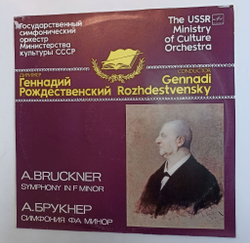 Государственный
симфонический
оркестр
Министерства
культуры СССР
The USSR
Ministry
of Culture
Orchestra
ДИРИЖЕР
Геннадий
Рождественский
CONDUCTOR
Gennadi
Rozhdestvensky
A. BRUCKNER
SYMPHONY IN F MINOR
А. БРУКНЕР
СИМФОНИЯ ФА МИНОР